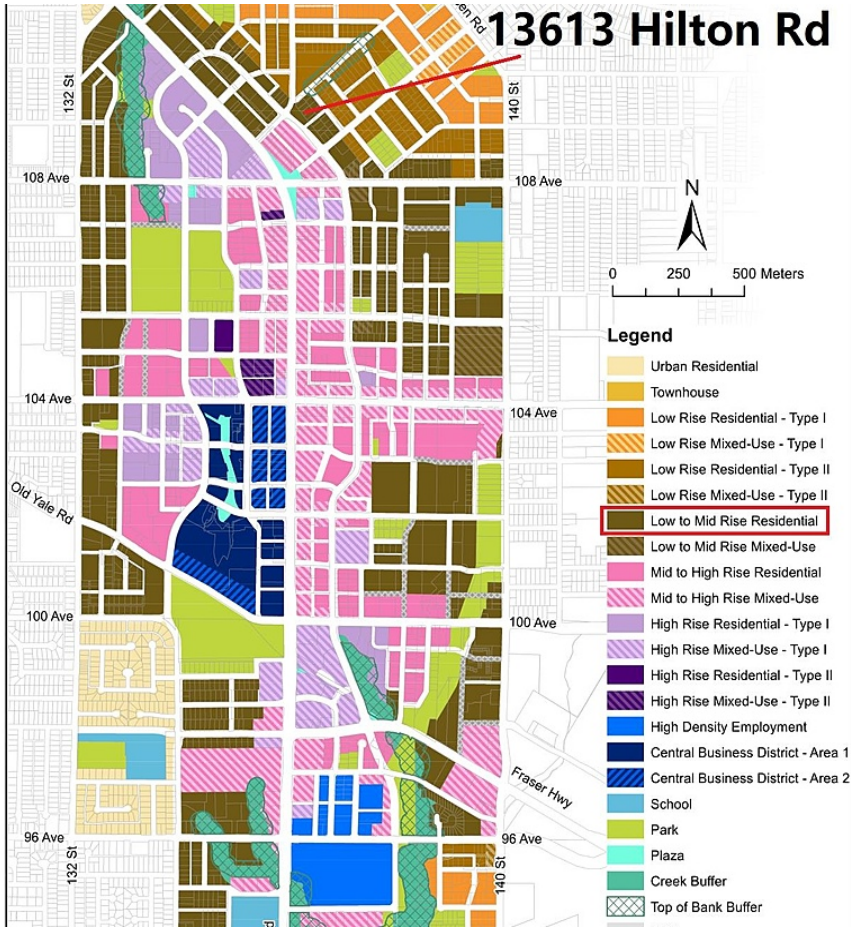 13613 Hilton Rd
en Rd
132 St
140 St
108 Ave
108 Ave
N
0 250 500 Meters
Legend
Urban Residential
Townhouse
Low Rise Residential - Type I
Low Rise Mixed-Use - Type I
Low Rise Residential - Type II
Low Rise Mixed-Use - Type II
Low to Mid Rise Residential
Low to Mid Rise Mixed-Use
Mid to High Rise Residential
Mid to High Rise Mixed-Use
High Rise Residential - Type I
High Rise Mixed-Use - Type I
High Rise Residential - Type II
High Rise Mixed-Use - Type II
High Density Employment
Central Business District - Area 1
Central Business District - Area 2
School
Park
Plaza
Creek Buffer
Top of Bank Buffer
104 Ave
104 Ave
Old Yale Rd
100 Ave
100 Ave
Fraser Hwy
96 Ave
96 Ave
132 St
140 St